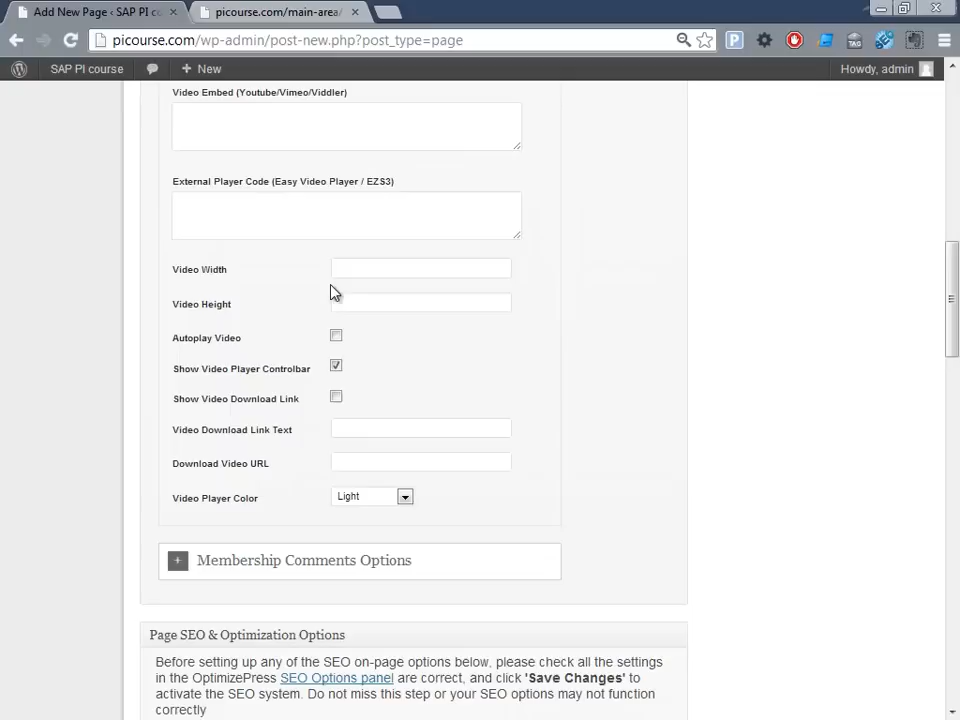 Add New Page ‹ SAP PI co
picourse.com/main-area/
picourse.com/wp-admin/post-new.php?post_type=page
SAP PI course
+ New
Howdy, admin
Video Embed (Youtube/Vimeo/Viddler)
External Player Code (Easy Video Player / EZS3)
Video Width
Video Height
Autoplay Video
Show Video Player Controlbar
Show Video Download Link
Video Download Link Text
Download Video URL
Video Player Color
Light
+ Membership Comments Options
Page SEO & Optimization Options
Before setting up any of the SEO on-page options below, please check all the settings
in the OptimizePress SEO Options panel are correct, and click 'Save Changes' to
activate the SEO system. Do not miss this step or your SEO options may not function
correctly